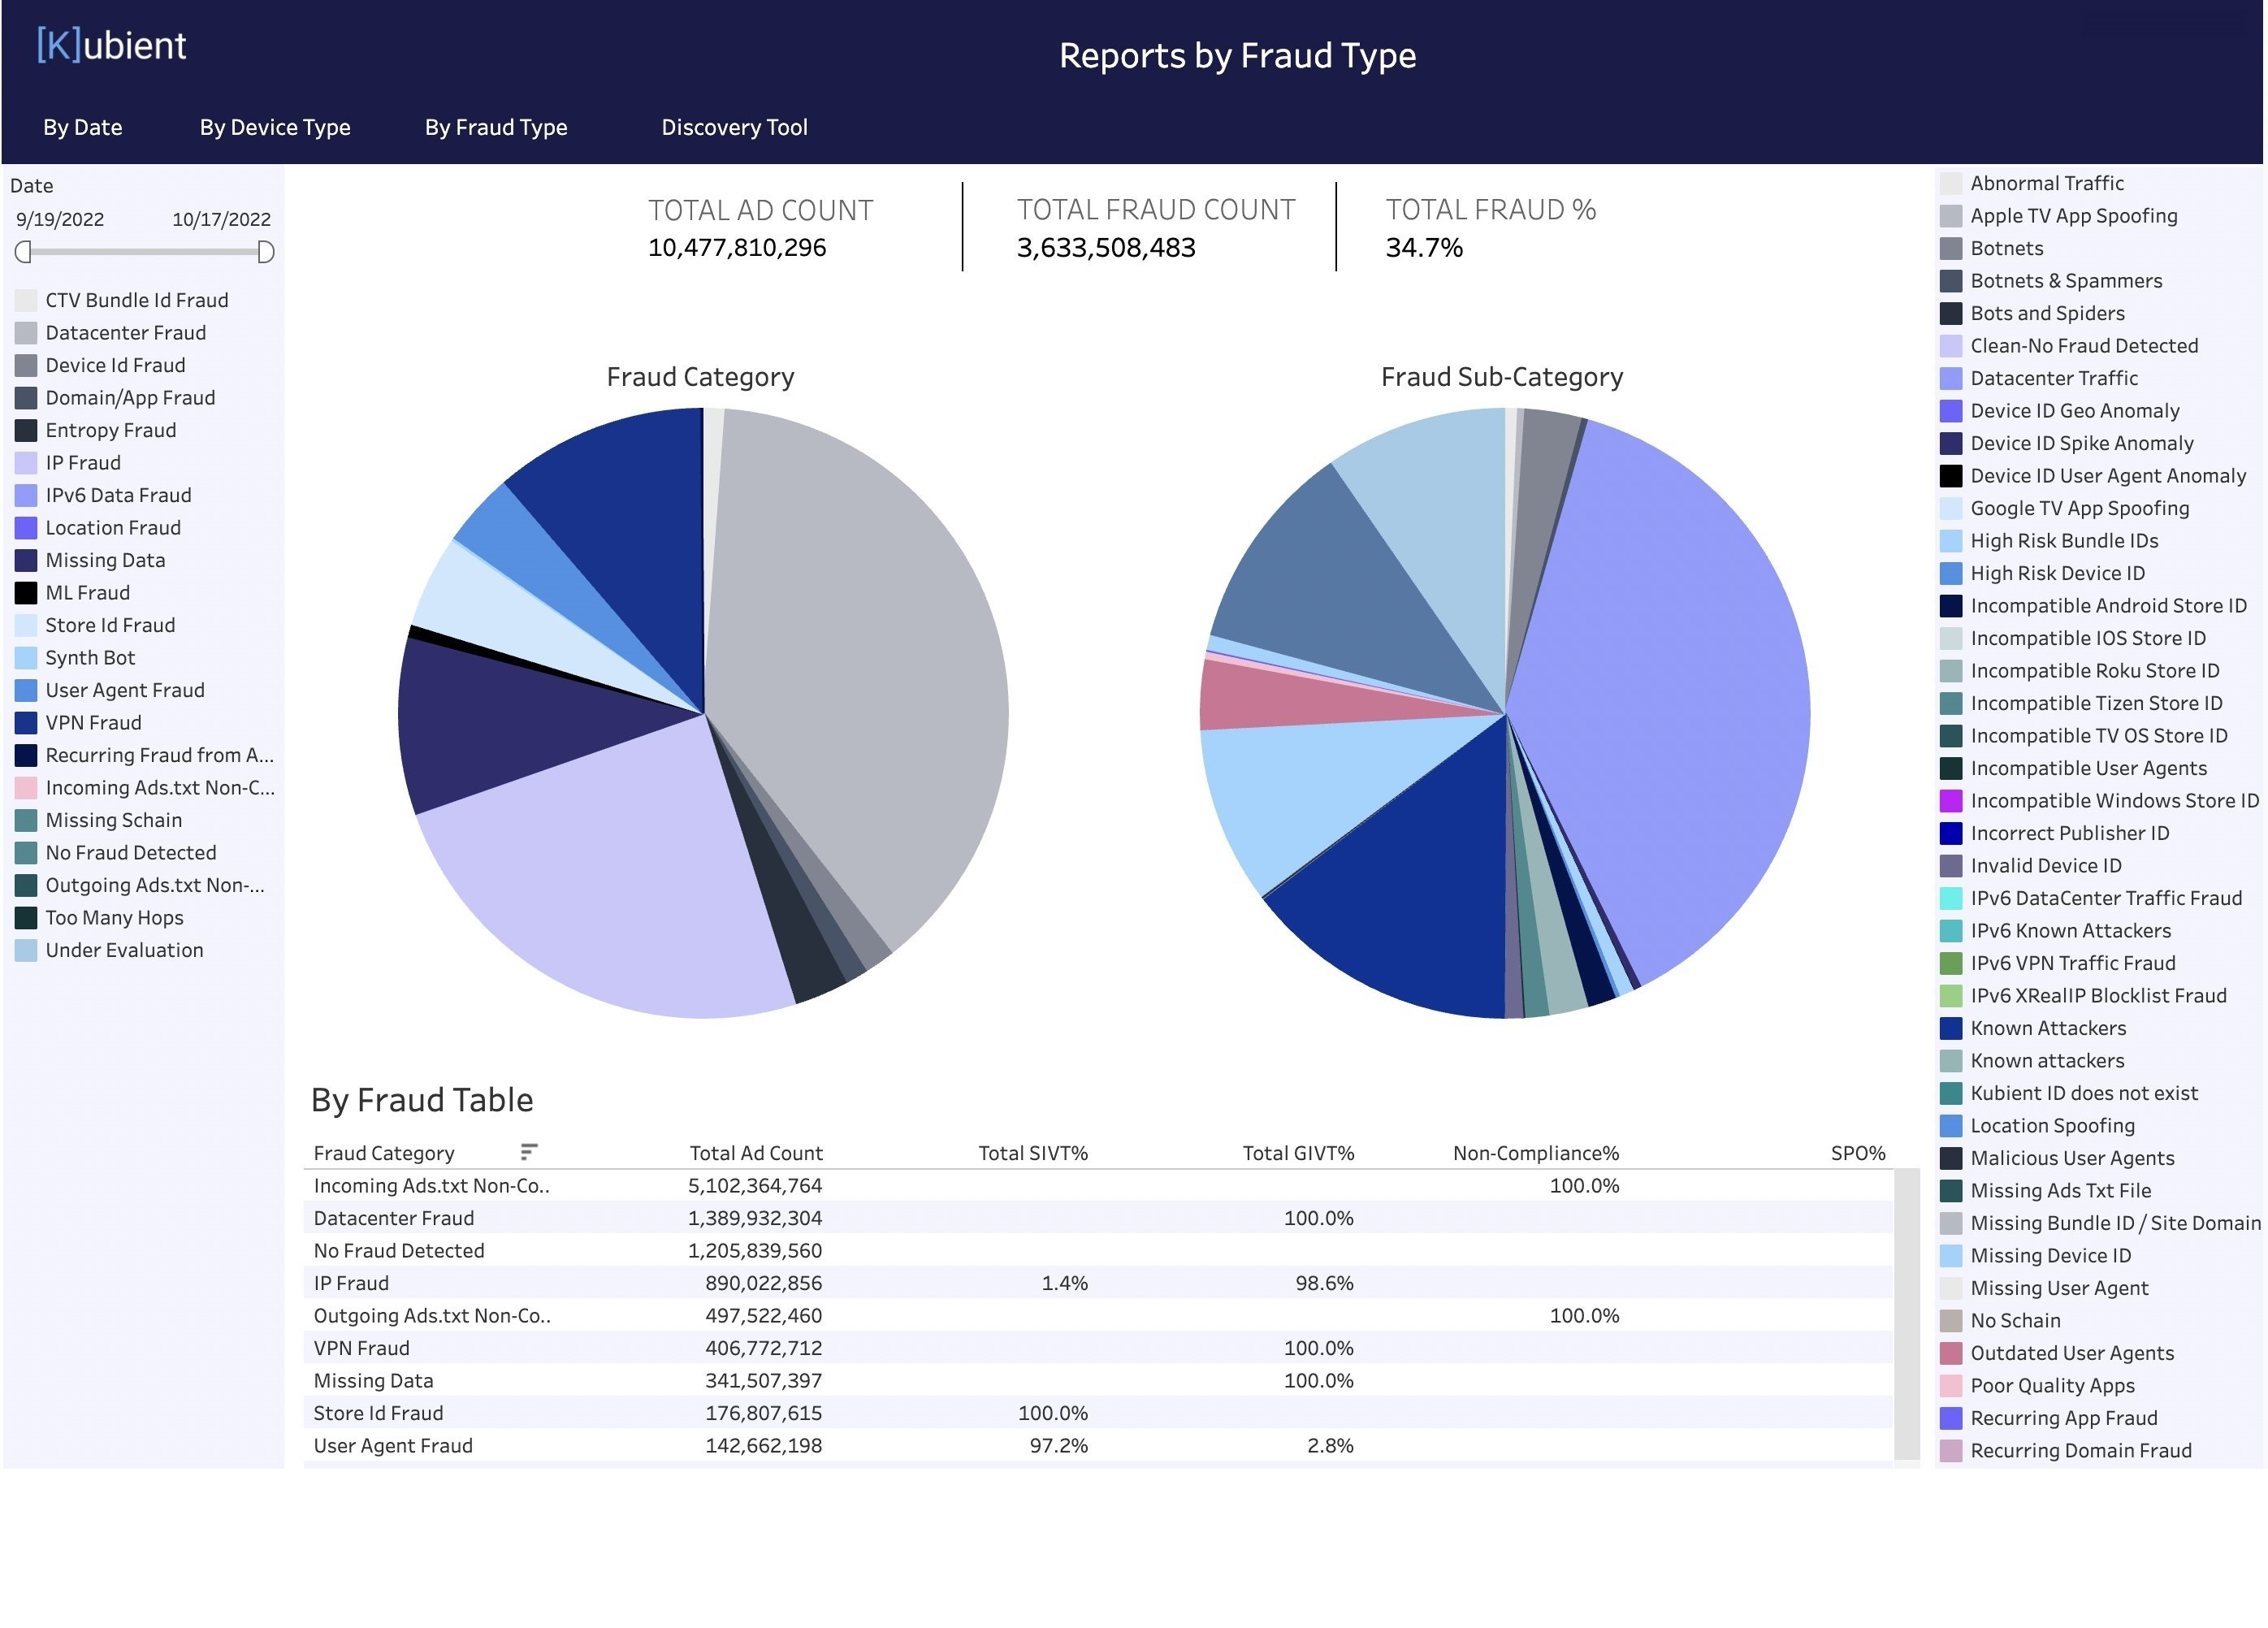 [K]ubient
Reports by Fraud Type
By Date By Device Type By Fraud Type Discovery Tool
Date
9/19/2022 10/17/2022
CTV Bundle Id Fraud
Datacenter Fraud
Device Id Fraud
Domain/App Fraud
Entropy Fraud
IP Fraud
IPv6 Data Fraud
Location Fraud
Missing Data
ML Fraud
Store Id Fraud
Synth Bot
User Agent Fraud
VPN Fraud
Recurring Fraud from A...
Incoming Ads.txt Non-C...
Missing Schain
No Fraud Detected
Outgoing Ads.txt Non-...
Too Many Hops
Under Evaluation
TOTAL AD COUNT
10,477,810,296
TOTAL FRAUD COUNT
3,633,508,483
TOTAL FRAUD %
34.7%
Fraud Category
Fraud Sub-Category
By Fraud Table
Fraud Category Total Ad Count Total SIVT% Total GIVT% Non-Compliance% SPO%
Incoming Ads.txt Non-Co.. 5,102,364,764 100.0%
Datacenter Fraud 1,389,932,304 100.0%
No Fraud Detected 1,205,839,560
IP Fraud 890,022,856 1.4% 98.6%
Outgoing Ads.txt Non-Co.. 497,522,460 100.0%
VPN Fraud 406,772,712 100.0%
Missing Data 341,507,397 100.0%
Store Id Fraud 176,807,615 100.0%
User Agent Fraud 142,662,198 97.2% 2.8%
Abnormal Traffic
Apple TV App Spoofing
Botnets
Botnets & Spammers
Bots and Spiders
Clean-No Fraud Detected
Datacenter Traffic
Device ID Geo Anomaly
Device ID Spike Anomaly
Device ID User Agent Anomaly
Google TV App Spoofing
High Risk Bundle IDs
High Risk Device ID
Incompatible Android Store ID
Incompatible IOS Store ID
Incompatible Roku Store ID
Incompatible Tizen Store ID
Incompatible TV OS Store ID
Incompatible User Agents
Incompatible Windows Store ID
Incorrect Publisher ID
Invalid Device ID
IPv6 DataCenter Traffic Fraud
IPv6 Known Attackers
IPv6 VPN Traffic Fraud
IPv6 XRealIP Blocklist Fraud
Known Attackers
Known attackers
Kubient ID does not exist
Location Spoofing
Malicious User Agents
Missing Ads Txt File
Missing Bundle ID / Site Domain
Missing Device ID
Missing User Agent
No Schain
Outdated User Agents
Poor Quality Apps
Recurring App Fraud
Recurring Domain Fraud